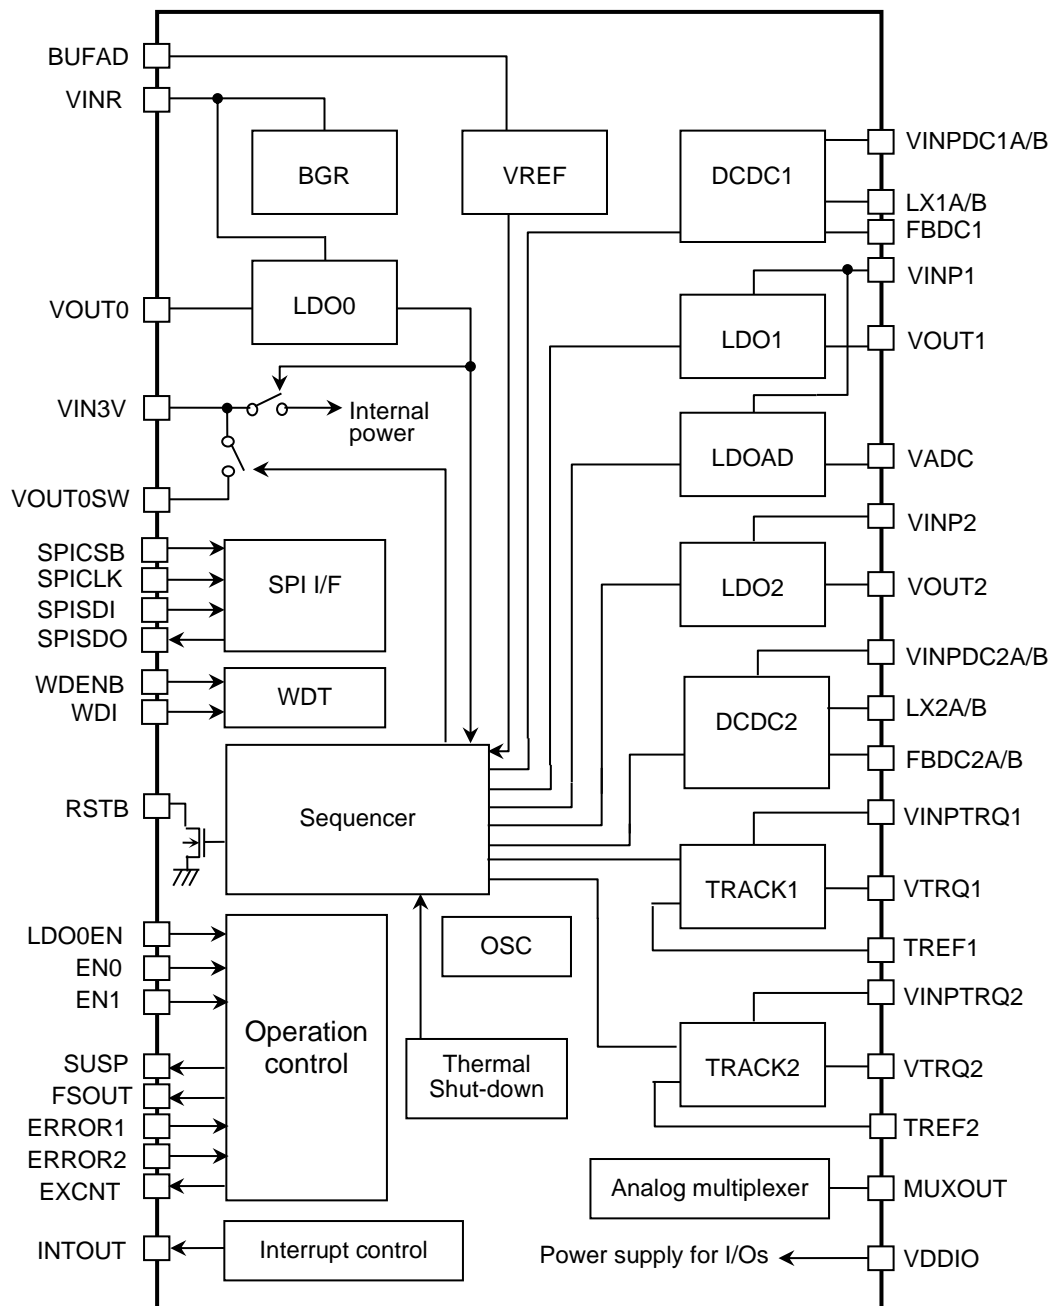 BUFAD
VINR
BGR
VREF
DCDC1
VINPDC1A/B
LX1A/B
FBDC1
VINP1
VOUT0
LDO0
LDO1
VOUT1
VIN3V
Internal
power
LDOAD
VADC
VOUT0SW
VINP2
SPICSB
SPICLK
SPISDI
SPISDO
SPI I/F
LDO2
VOUT2
VINPDC2A/B
WDENB
WDI
WDT
DCDC2
LX2A/B
FBDC2A/B
RSTB
Sequencer
VINPTRQ1
TRACK1
VTRQ1
TREF1
LDO0EN
EN0
EN1
OSC
VINPTRQ2
Operation
control
Thermal
Shut-down
TRACK2
VTRQ2
TREF2
SUSP
FSOUT
ERROR1
ERROR2
EXCNT
Analog multiplexer
MUXOUT
INTOUT
Interrupt control
Power supply for I/Os
VDDIO